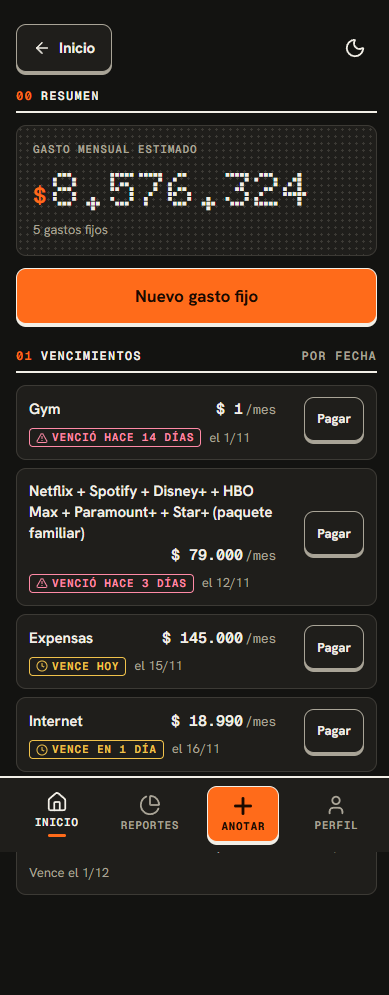 Inicio
00 RESUMEN
GASTO MENSUAL ESTIMADO
$8,576,324
5 gastos fijos
Nuevo gasto fijo
01 VENCIMIENTOS POR FECHA
Gym $ 1/mes
Pagar
VENCIÓ HACE 14 DÍAS el 1/11
Netflix + Spotify + Disney+ + HBO
Max + Paramount+ + Star+ (paquete
familiar)
$ 79.000/mes
Pagar
VENCIÓ HACE 3 DÍAS el 12/11
Expensas $ 145.000/mes
Pagar
VENCE HOY el 15/11
Internet $ 18.990/mes
Pagar
VENCE EN 1 DÍA el 16/11
INICIO REPORTES ANOTAR PERFIL
Vence el 1/12